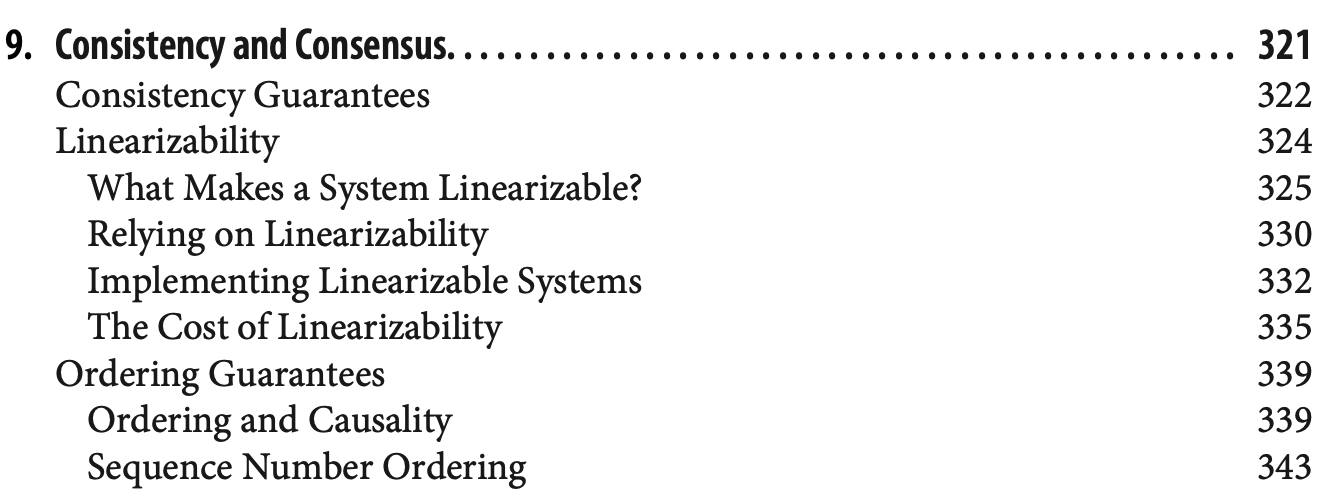 9. Consistency and Consensus. . . . . . . . . . . . . . . . . . . . . . . . . . . . . . . . . . . . . . . . . . . . . . . . . 321
Consistency Guarantees 322
Linearizability 324
What Makes a System Linearizable? 325
Relying on Linearizability 330
Implementing Linearizable Systems 332
The Cost of Linearizability 335
Ordering Guarantees 339
Ordering and Causality 339
Sequence Number Ordering 343